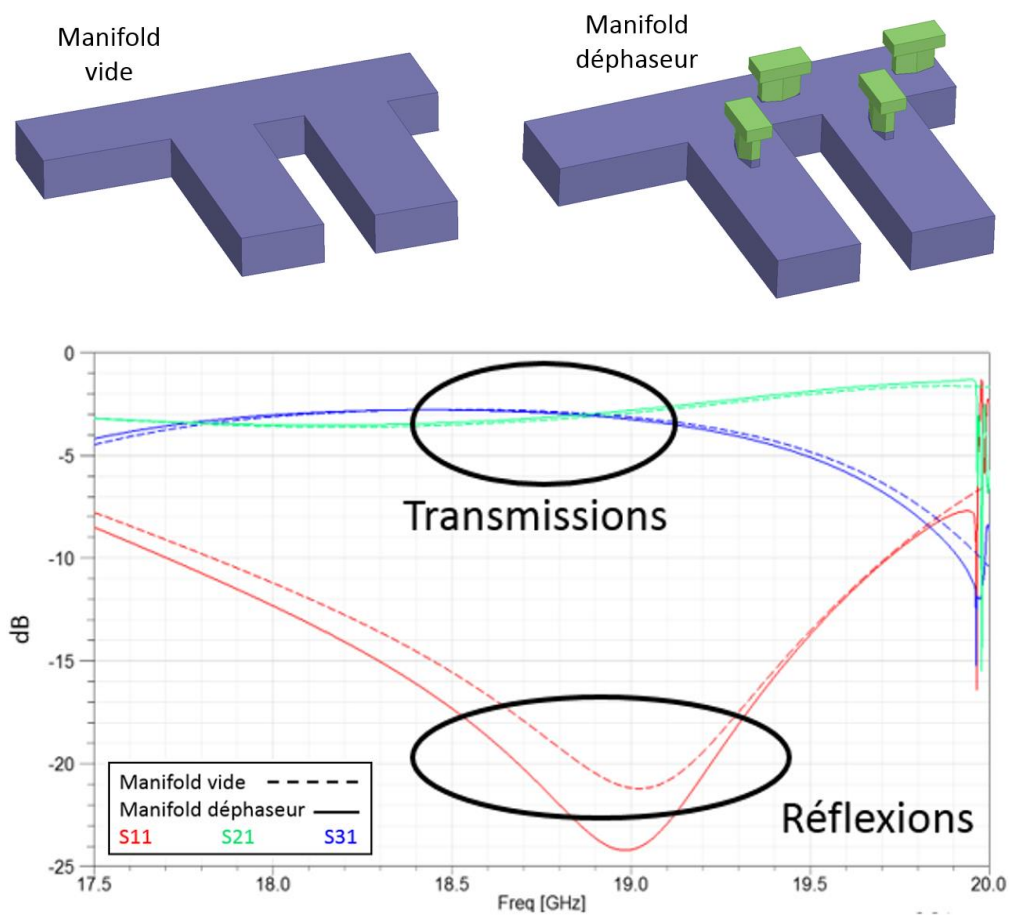 Manifold
vide
Manifold
déphaseur
0
-5
-10
-15
-20
-25
dB
Transmissions
Réflexions
Manifold vide
Manifold déphaseur
S11 S21 S31
17.5 18.0 18.5 19.0 19.5 20.0
Freq [GHz]